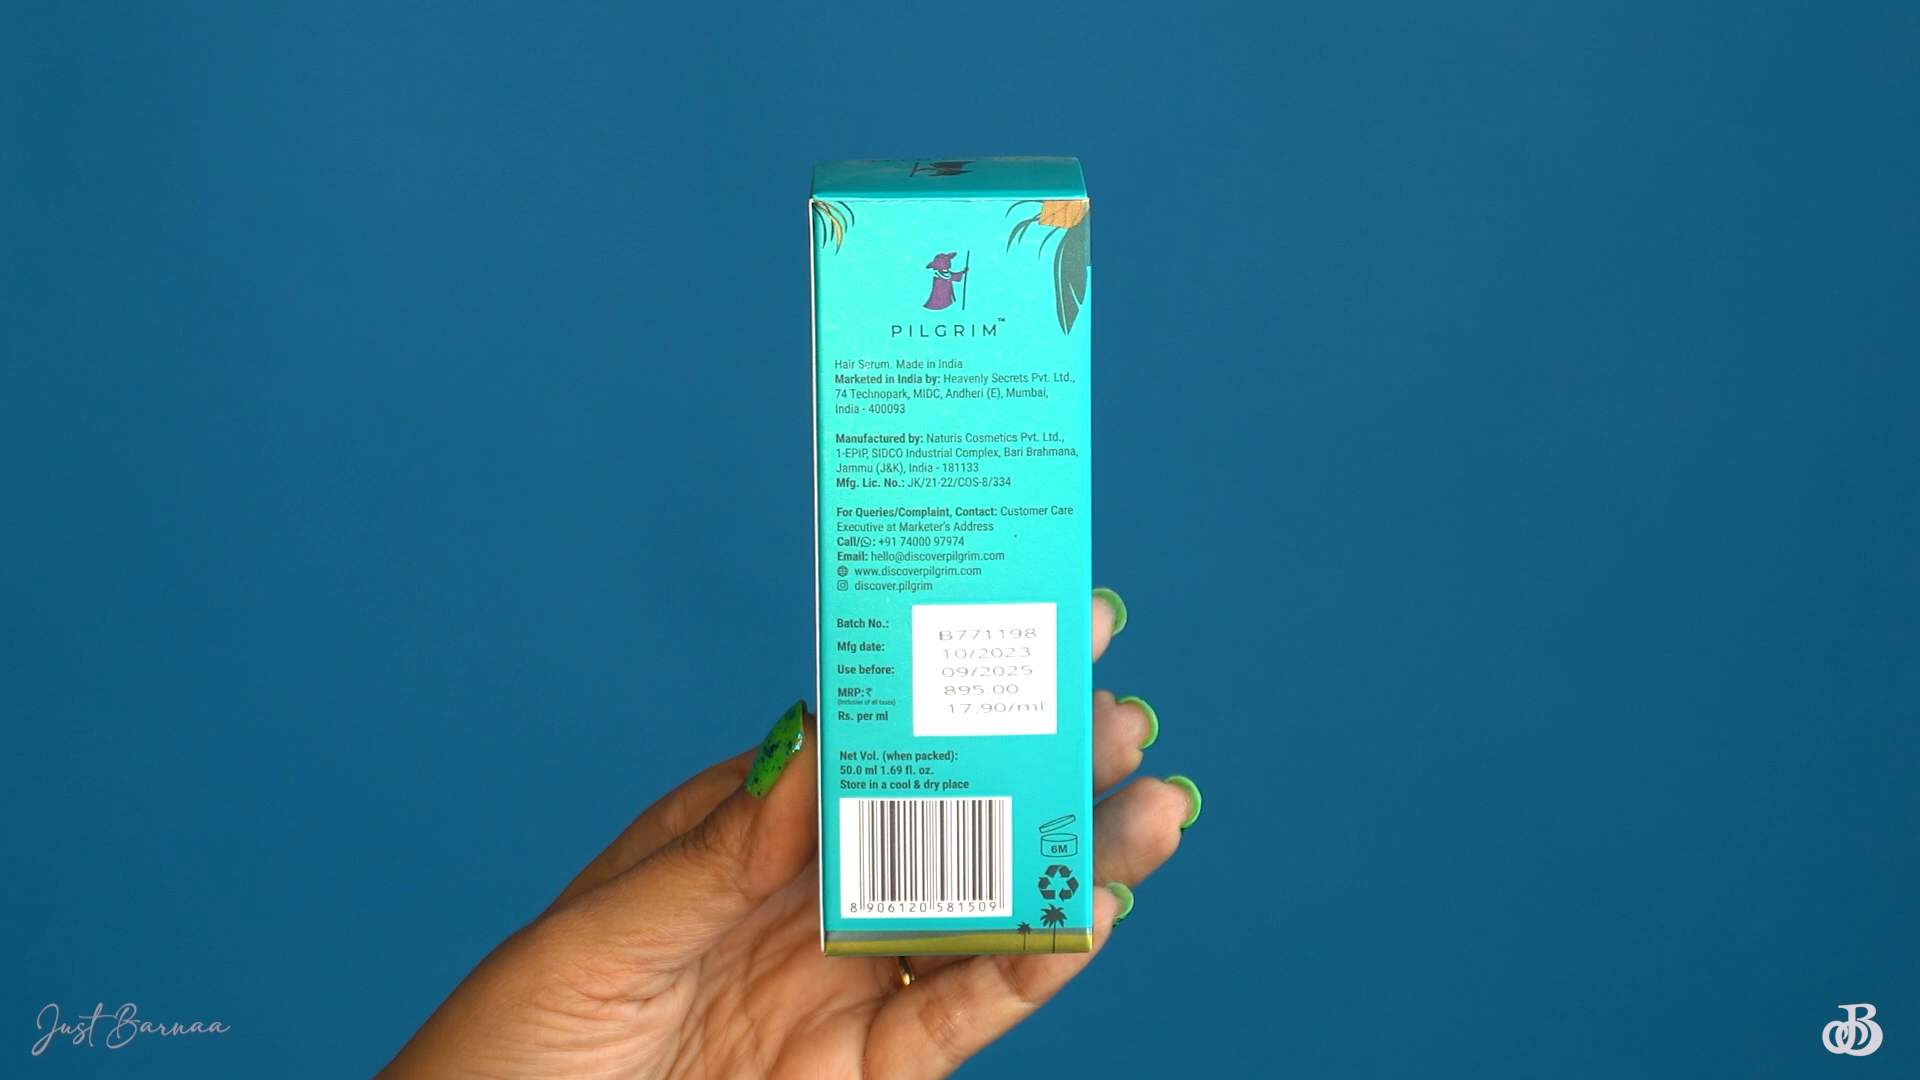 PILGRIM™
Hair Serum. Made in India
Marketed in India by: Heavenly Secrets Pvt. Ltd.,
74 Technopark, MIDC, Andheri (E), Mumbai,
India - 400093
Manufactured by: Naturis Cosmetics Pvt. Ltd.,
1-EPIP, SIDCO Industrial Complex, Bari Brahmana,
Jammu (J&K), India - 181133
Mfg. Lic. No.: JK/21-22/COS-8/334
For Queries/Complaint, Contact: Customer Care
Executive at Marketer's Address
Call/: +91 74000 97974
Email: hello@discoverpilgrim.com
www.discoverpilgrim.com
discover.pilgrim
Batch No.: B771198
Mfg date: 10/2023
Use before: 09/2025
MRP:₹ 895.00
(Inclusive of all taxes)
Rs. per ml 17.90/ml
Net Vol. (when packed):
50.0 ml 1.69 fl. oz.
Store in a cool & dry place
6M
8 906120 581509
Just Barnaa